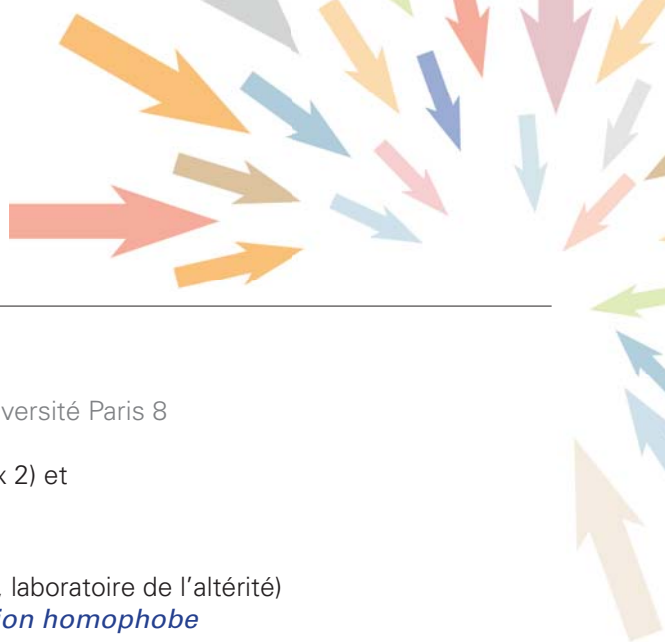 versité Paris 8
x 2) et
laboratoire de l'altérité)
ion homophobe